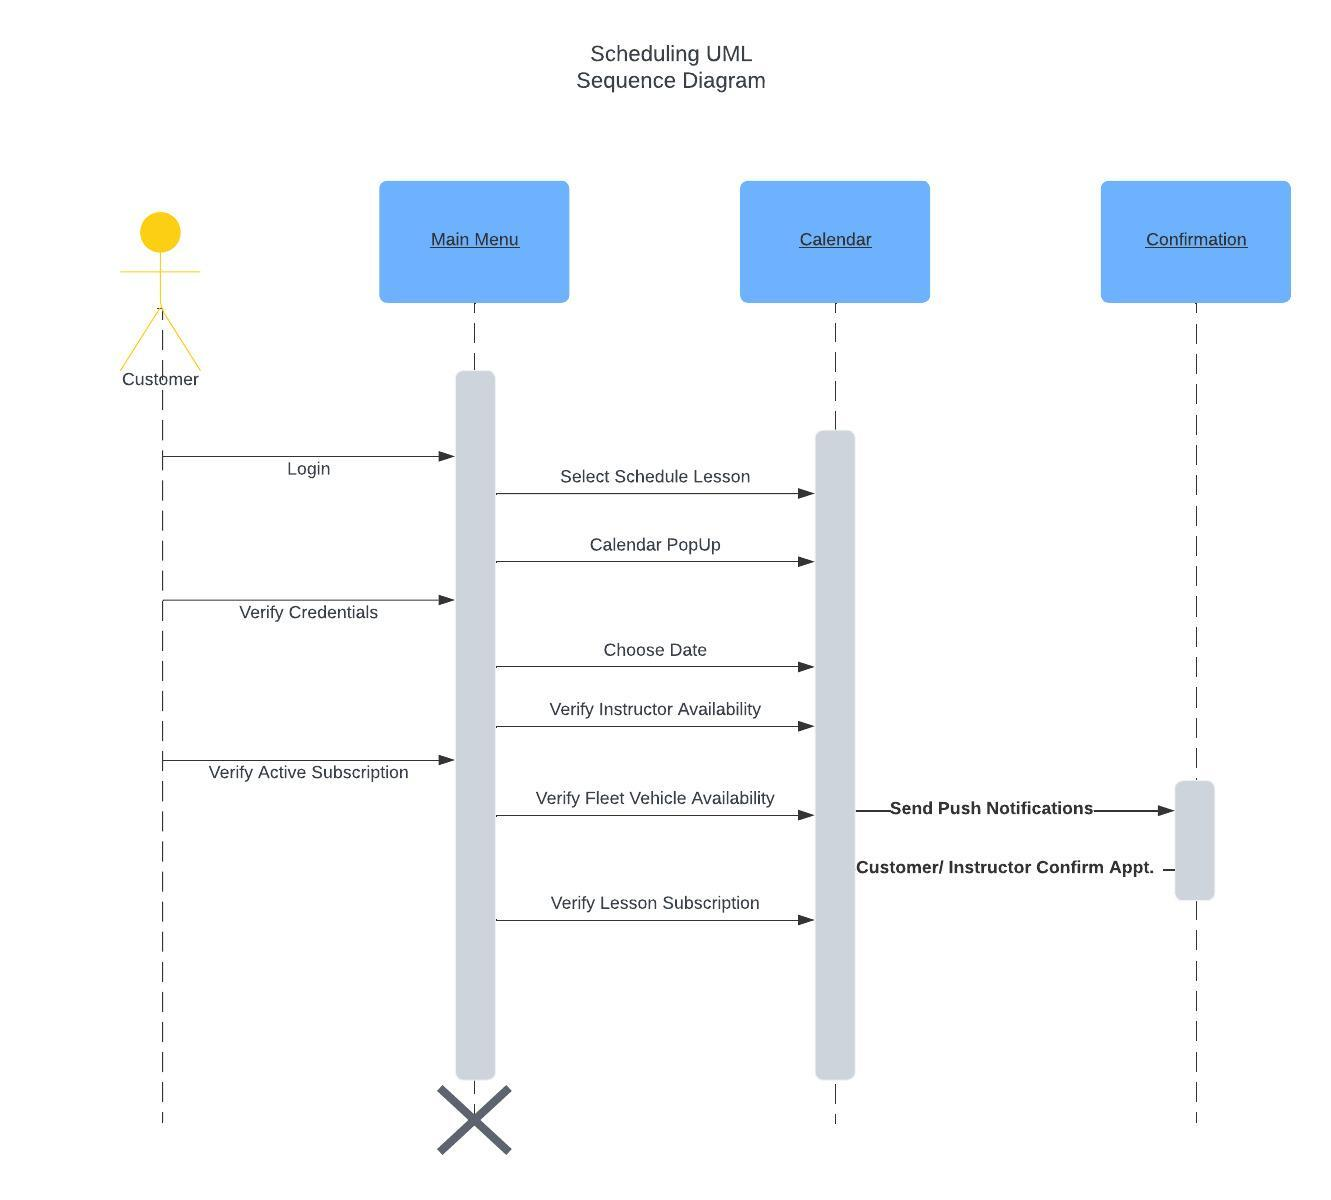 Scheduling UML
Sequence Diagram
Main Menu
Calendar
Confirmation
Customer
Login
Select Schedule Lesson
Calendar PopUp
Verify Credentials
Choose Date
Verify Instructor Availability
Verify Active Subscription
Verify Fleet Vehicle Availability
Send Push Notifications
Customer/ Instructor Confirm Appt.
Verify Lesson Subscription